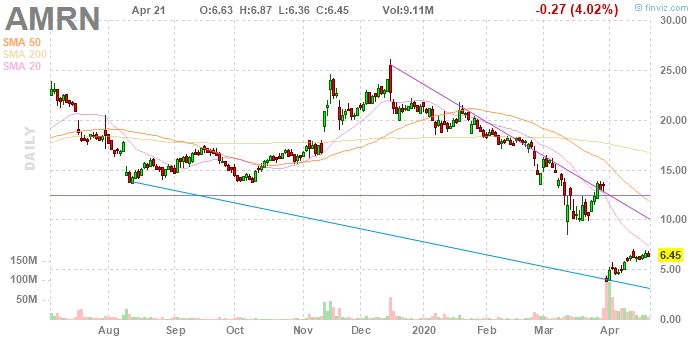 AMRN Apr 21 O:6.63 H:6.87 L:6.36 C:6.45 Vol:9.11M -0.27 (4.02%) © finviz.com
SMA 50
SMA 200
SMA 20
DAILY
30.00
25.00
20.00
15.00
10.00
6.45
5.00
0.00
150M
100M
50M
Aug Sep Oct Nov Dec 2020 Feb Mar Apr